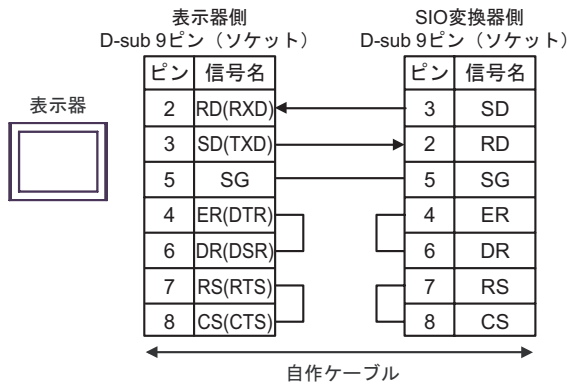 表示器側
D-sub 9ピン（ソケット）
SIO変換器側
D-sub 9ピン（ソケット）
表示器
ピン 信号名 ピン 信号名
2 RD(RXD) 3 SD
3 SD(TXD) 2 RD
5 SG 5 SG
4 ER(DTR) 4 ER
6 DR(DSR) 6 DR
7 RS(RTS) 7 RS
8 CS(CTS) 8 CS
自作ケーブル